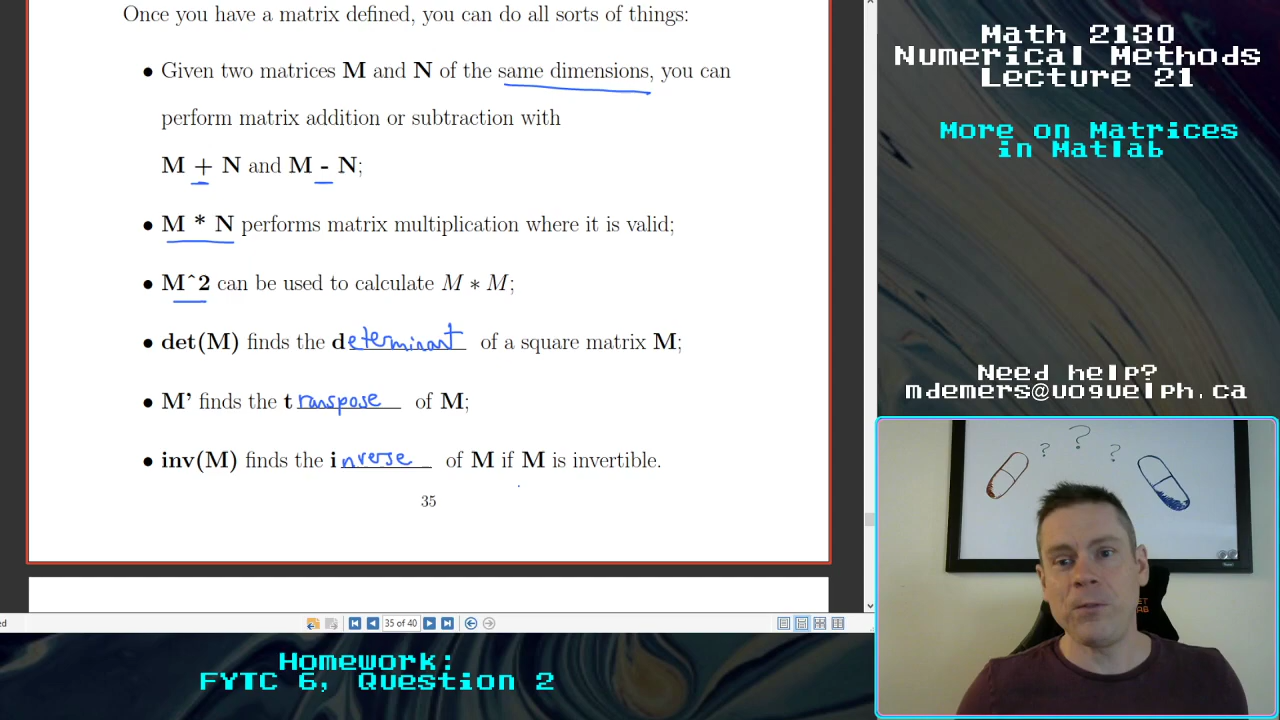 Once you have a matrix defined, you can do all sorts of things:
• Given two matrices M and N of the same dimensions, you can
perform matrix addition or subtraction with
M + N and M - N;
• M * N performs matrix multiplication where it is valid;
• M^2 can be used to calculate M * M;
• det(M) finds the determinant of a square matrix M;
• M' finds the transpose of M;
• inv(M) finds the inverse of M if M is invertible.
35
35 of 40
Homework:
FYTC 6, Question 2
Math 2130
Numerical Methods
Lecture 21
More on Matrices
in Matlab
Need help?
mdemers@uoguelph.ca
? ? ?